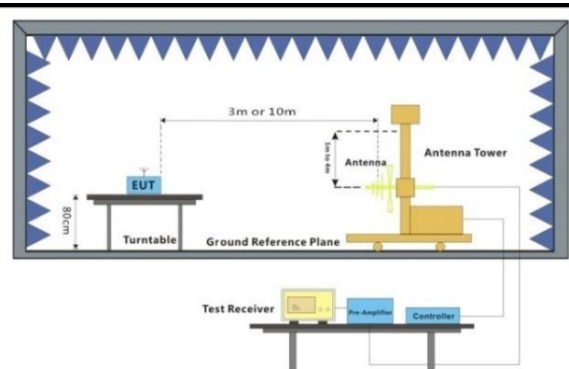 3m or 10m
1m to 4m
Antenna
Antenna Tower
EUT
80cm
Turntable
Ground Reference Plane
Test Receiver
Pre-Amplifier
Controller